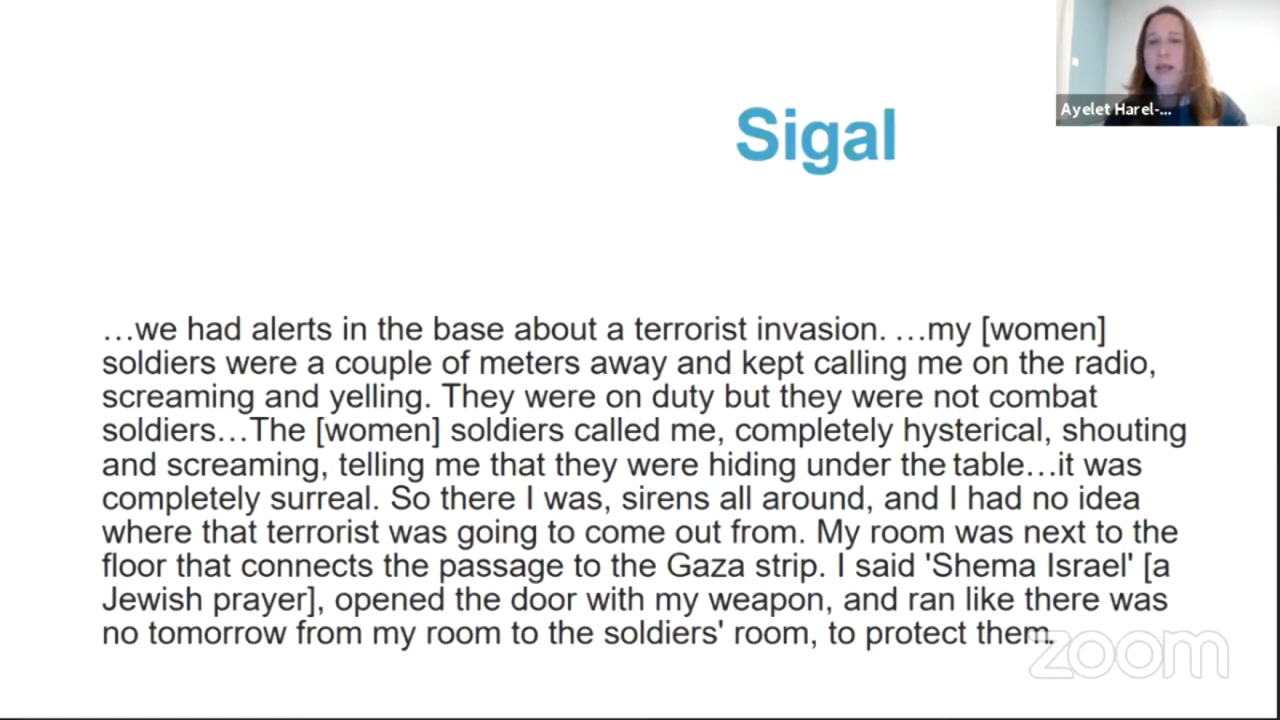 Ayelet Harel-...
Sigal
…we had alerts in the base about a terrorist invasion. …my [women]
soldiers were a couple of meters away and kept calling me on the radio,
screaming and yelling. They were on duty but they were not combat
soldiers…The [women] soldiers called me, completely hysterical, shouting
and screaming, telling me that they were hiding under the table…it was
completely surreal. So there I was, sirens all around, and I had no idea
where that terrorist was going to come out from. My room was next to the
floor that connects the passage to the Gaza strip. I said 'Shema Israel' [a
Jewish prayer], opened the door with my weapon, and ran like there was
no tomorrow from my room to the soldiers' room, to protect them.
zoom